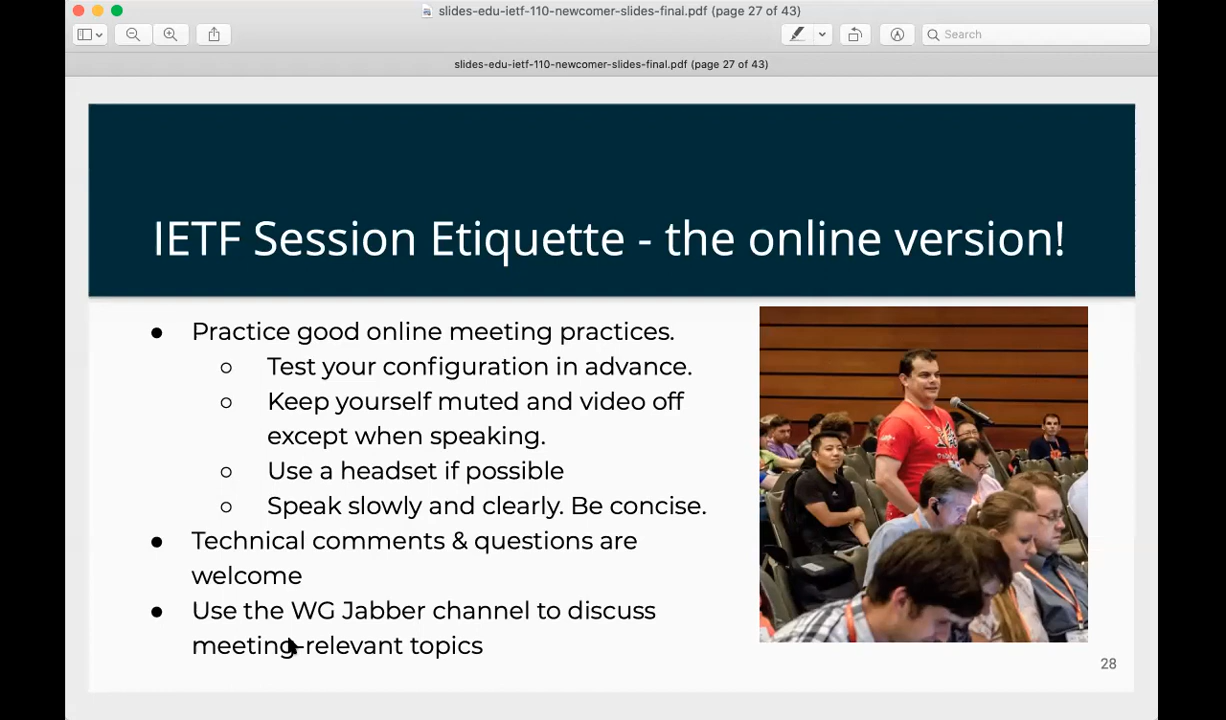 slides-edu-ietf-110-newcomer-slides-final.pdf (page 27 of 43)
Search
slides-edu-ietf-110-newcomer-slides-final.pdf (page 27 of 43)
IETF Session Etiquette - the online version!
● Practice good online meeting practices.
○ Test your configuration in advance.
○ Keep yourself muted and video off
except when speaking.
○ Use a headset if possible
○ Speak slowly and clearly. Be concise.
● Technical comments & questions are
welcome
● Use the WG Jabber channel to discuss
meeting-relevant topics
28